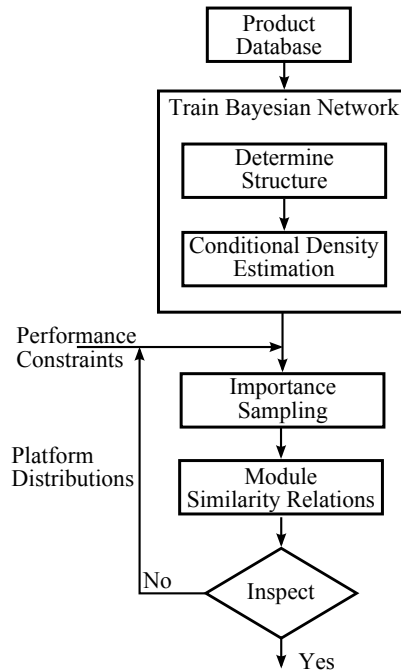 Product
Database
Train Bayesian Network
Determine
Structure
Conditional Density
Estimation
Performance
Constraints
Importance
Sampling
Platform
Distributions
Module
Similarity Relations
No
Inspect
Yes